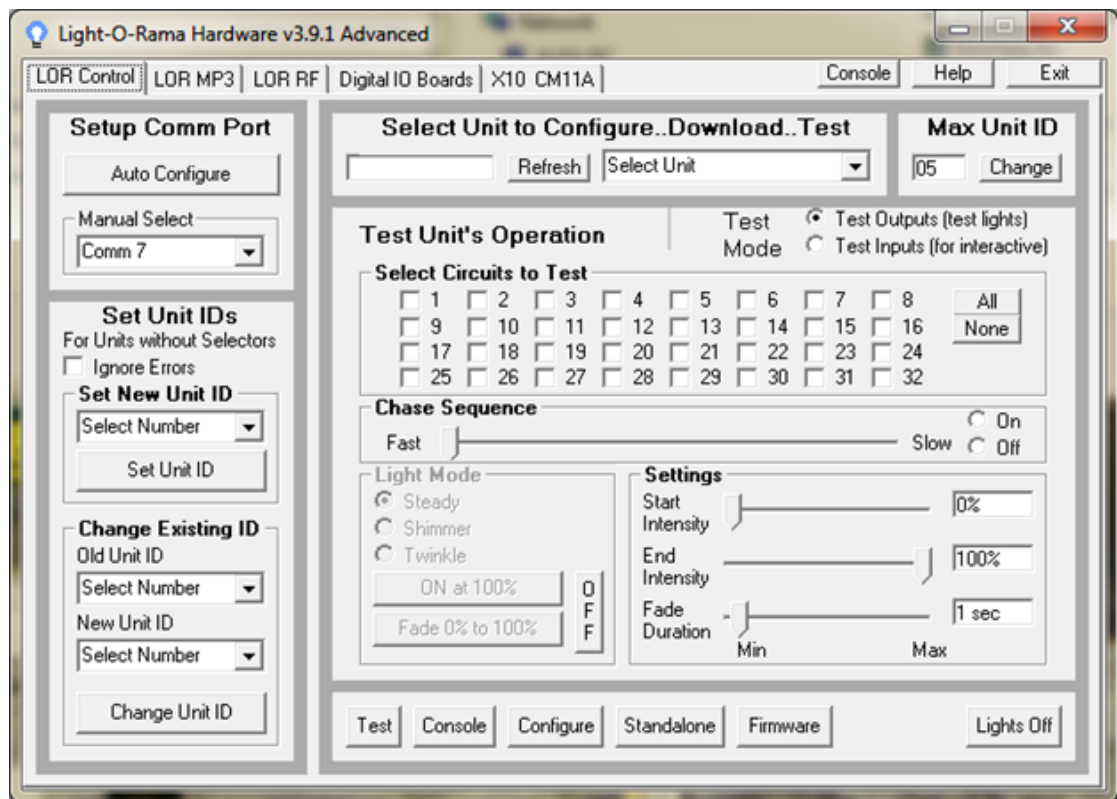 Light-O-Rama Hardware v3.9.1 Advanced
LOR Control LOR MP3 LOR RF Digital IO Boards X10 CM11A Console Help Exit
Setup Comm Port
Auto Configure
Manual Select
Comm 7
Set Unit IDs
For Units without Selectors
Ignore Errors
Set New Unit ID
Select Number
Set Unit ID
Change Existing ID
Old Unit ID
Select Number
New Unit ID
Select Number
Change Unit ID
Select Unit to Configure..Download..Test
Refresh Select Unit
Max Unit ID
05 Change
Test Unit's Operation
Test Mode
Test Outputs (test lights)
Test Inputs (for interactive)
Select Circuits to Test
1 2 3 4 5 6 7 8
9 10 11 12 13 14 15 16
17 18 19 20 21 22 23 24
25 26 27 28 29 30 31 32
All
None
Chase Sequence
Fast Slow
On
Off
Light Mode
Steady
Shimmer
Twinkle
ON at 100%
Fade 0% to 100%
OFF
Settings
Start Intensity 0%
End Intensity 100%
Fade Duration 1 sec
Min Max
Test Console Configure Standalone Firmware Lights Off